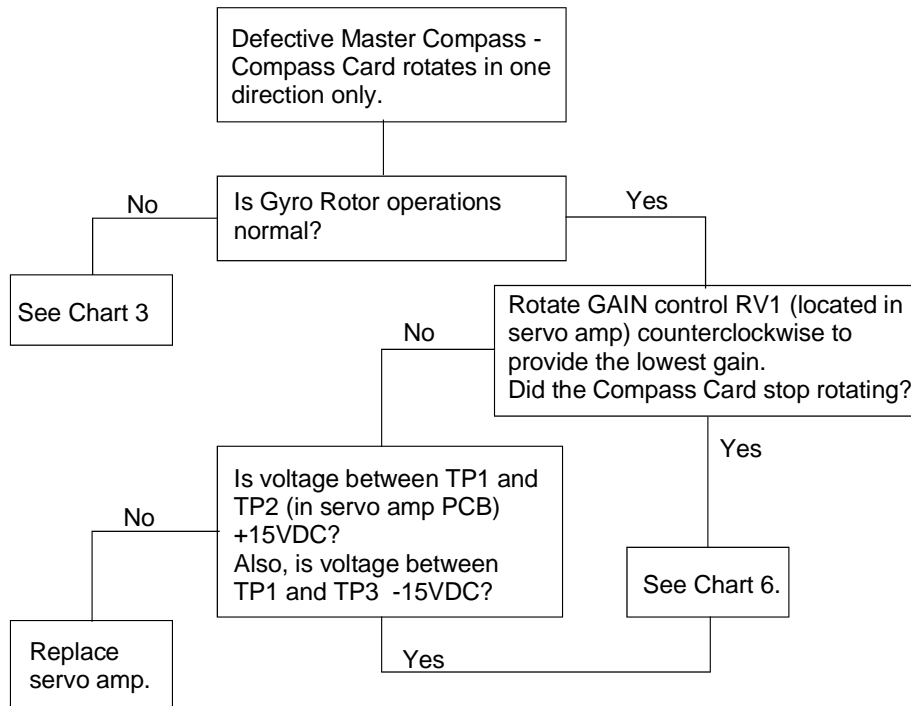 Defective Master Compass -
Compass Card rotates in one
direction only.
No
Is Gyro Rotor operations
normal?
Yes
See Chart 3
Rotate GAIN control RV1 (located in
servo amp) counterclockwise to
provide the lowest gain.
Did the Compass Card stop rotating?
No
Yes
Is voltage between TP1 and
TP2 (in servo amp PCB)
+15VDC?
Also, is voltage between
TP1 and TP3 -15VDC?
No
See Chart 6.
Replace
servo amp.
Yes